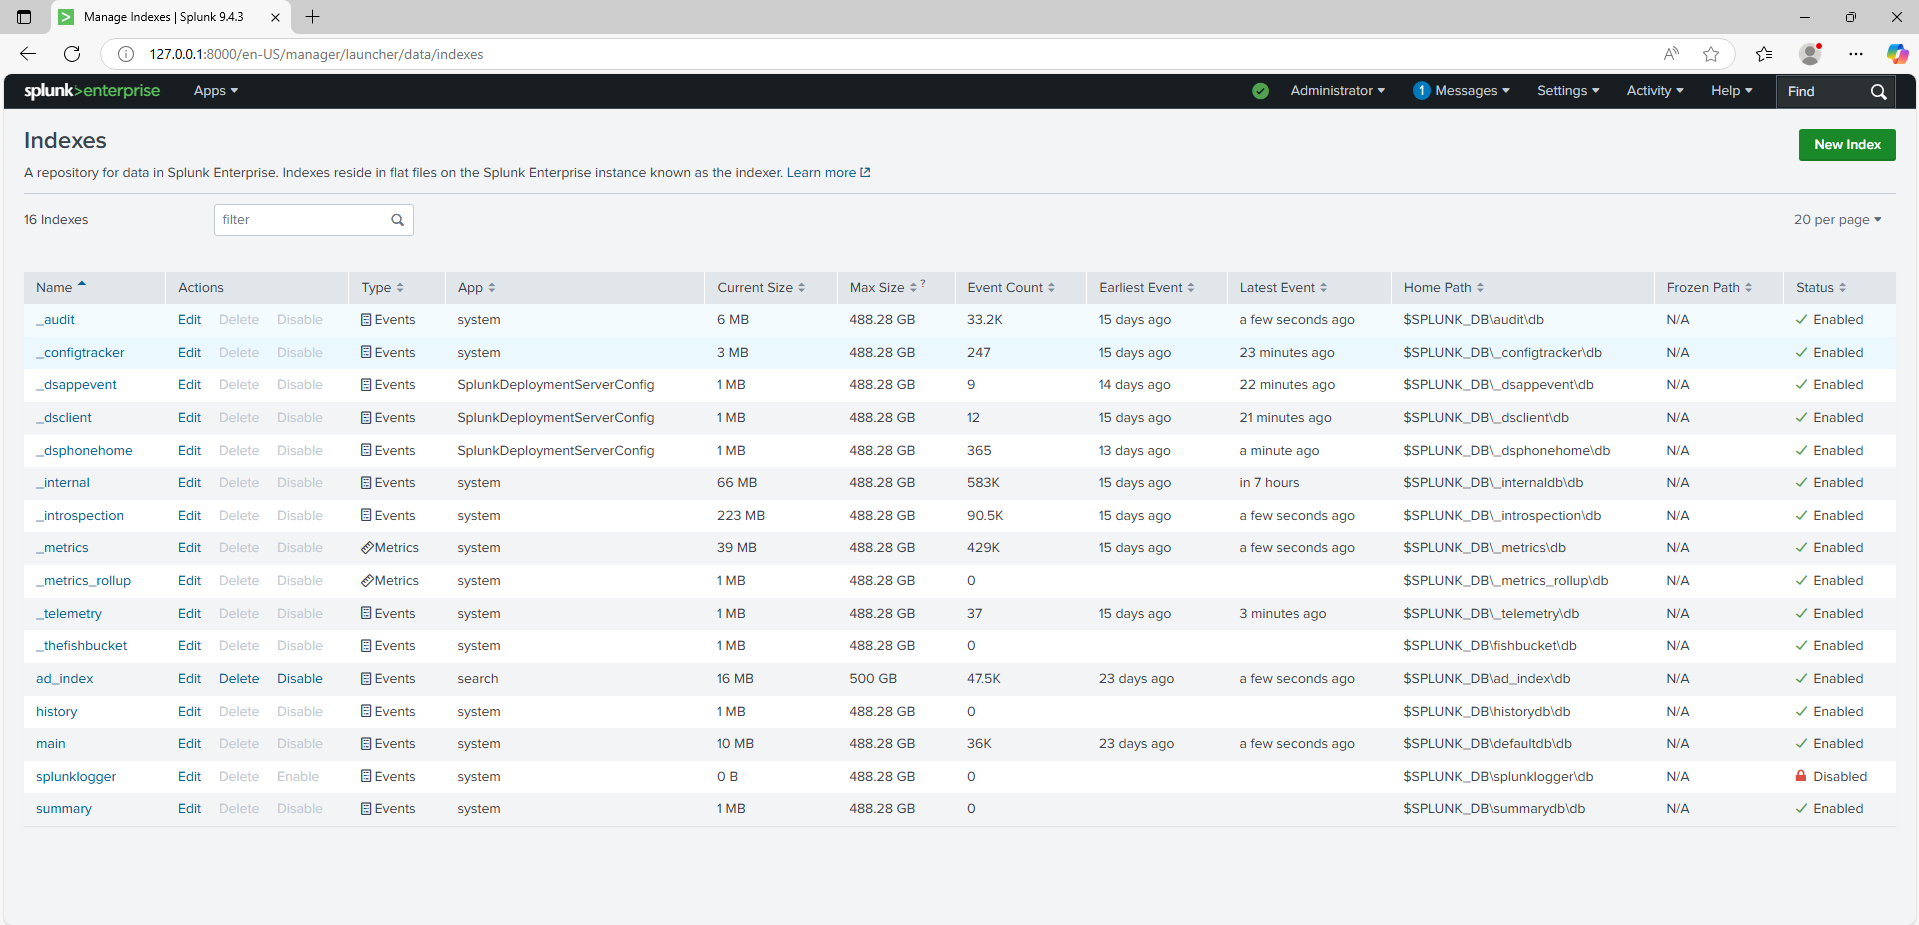 Manage Indexes | Splunk 9.4.3
127.0.0.1:8000/en-US/manager/launcher/data/indexes
splunk>enterprise Apps Administrator 1 Messages Settings Activity Help Find
Indexes
New Index
A repository for data in Splunk Enterprise. Indexes reside in flat files on the Splunk Enterprise instance known as the indexer. Learn more
16 Indexes filter 20 per page
Name Actions Type App Current Size Max Size ? Event Count Earliest Event Latest Event Home Path Frozen Path Status
_audit Edit Delete Disable Events system 6 MB 488.28 GB 33.2K 15 days ago a few seconds ago $SPLUNK_DB\audit\db N/A Enabled
_configtracker Edit Delete Disable Events system 3 MB 488.28 GB 247 15 days ago 23 minutes ago $SPLUNK_DB\_configtracker\db N/A Enabled
_dsappevent Edit Delete Disable Events SplunkDeploymentServerConfig 1 MB 488.28 GB 9 14 days ago 22 minutes ago $SPLUNK_DB\_dsappevent\db N/A Enabled
_dsclient Edit Delete Disable Events SplunkDeploymentServerConfig 1 MB 488.28 GB 12 15 days ago 21 minutes ago $SPLUNK_DB\_dsclient\db N/A Enabled
_dsphonehome Edit Delete Disable Events SplunkDeploymentServerConfig 1 MB 488.28 GB 365 13 days ago a minute ago $SPLUNK_DB\_dsphonehome\db N/A Enabled
_internal Edit Delete Disable Events system 66 MB 488.28 GB 583K 15 days ago in 7 hours $SPLUNK_DB\_internaldb\db N/A Enabled
_introspection Edit Delete Disable Events system 223 MB 488.28 GB 90.5K 15 days ago a few seconds ago $SPLUNK_DB\_introspection\db N/A Enabled
_metrics Edit Delete Disable Metrics system 39 MB 488.28 GB 429K 15 days ago a few seconds ago $SPLUNK_DB\_metrics\db N/A Enabled
_metrics_rollup Edit Delete Disable Metrics system 1 MB 488.28 GB 0 $SPLUNK_DB\_metrics_rollup\db N/A Enabled
_telemetry Edit Delete Disable Events system 1 MB 488.28 GB 37 15 days ago 3 minutes ago $SPLUNK_DB\_telemetry\db N/A Enabled
_thefishbucket Edit Delete Disable Events system 1 MB 488.28 GB 0 $SPLUNK_DB\fishbucket\db N/A Enabled
ad_index Edit Delete Disable Events search 16 MB 500 GB 47.5K 23 days ago a few seconds ago $SPLUNK_DB\ad_index\db N/A Enabled
history Edit Delete Disable Events system 1 MB 488.28 GB 0 $SPLUNK_DB\historydb\db N/A Enabled
main Edit Delete Disable Events system 10 MB 488.28 GB 36K 23 days ago a few seconds ago $SPLUNK_DB\defaultdb\db N/A Enabled
splunklogger Edit Delete Enable Events system 0 B 488.28 GB 0 $SPLUNK_DB\splunklogger\db N/A Disabled
summary Edit Delete Disable Events system 1 MB 488.28 GB 0 $SPLUNK_DB\summarydb\db N/A Enabled